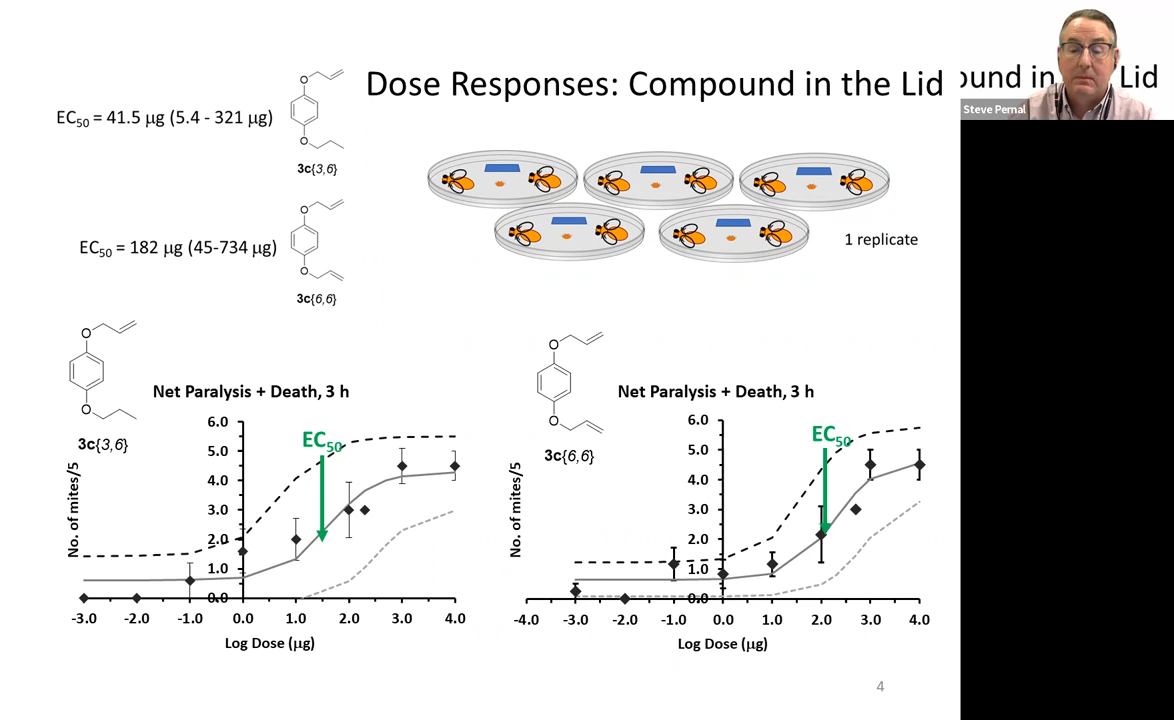 Dose Responses: Compound in the Lid
ound in Lid
Steve Pernal
EC50 = 41.5 µg (5.4 - 321 µg)
O
O
3c{3,6}
EC50 = 182 µg (45-734 µg)
O
O
3c{6,6}
1 replicate
O
O
3c{3,6}
Net Paralysis + Death, 3 h
EC50
No. of mites/5
6.0
5.0
4.0
3.0
2.0
1.0
0.0
-3.0 -2.0 -1.0 0.0 1.0 2.0 3.0 4.0
Log Dose (µg)
O
O
3c{6,6}
Net Paralysis + Death, 3 h
EC50
No. of mites/5
6.0
5.0
4.0
3.0
2.0
1.0
0.0
-4.0 -3.0 -2.0 -1.0 0.0 1.0 2.0 3.0 4.0
Log Dose (µg)
4